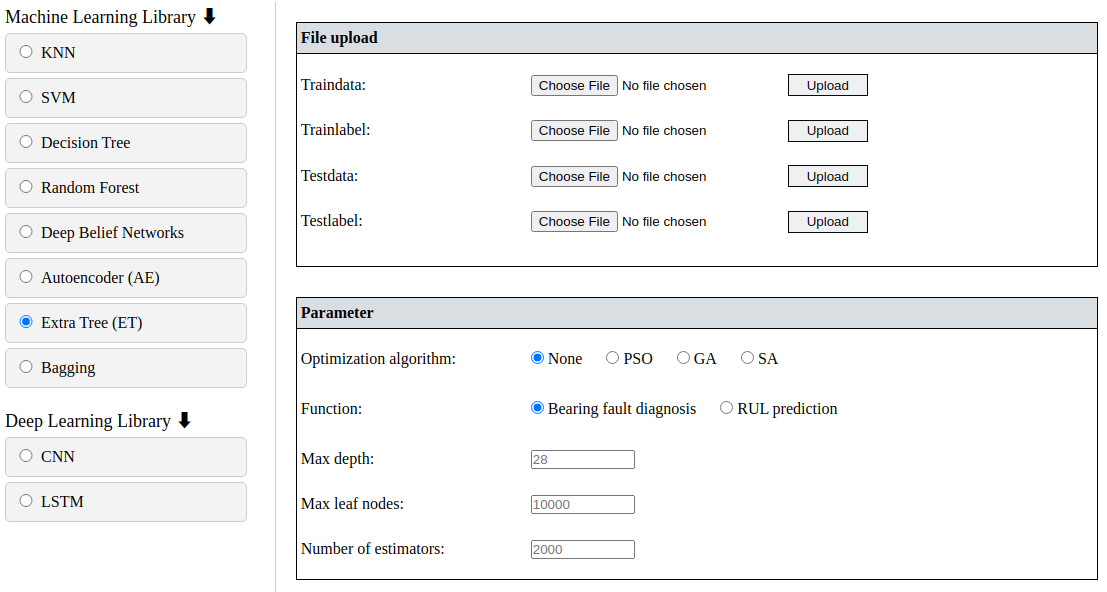 Machine Learning Library ⬇
KNN
SVM
Decision Tree
Random Forest
Deep Belief Networks
Autoencoder (AE)
Extra Tree (ET)
Bagging
Deep Learning Library ⬇
CNN
LSTM
File upload
Traindata: Choose File No file chosen Upload
Trainlabel: Choose File No file chosen Upload
Testdata: Choose File No file chosen Upload
Testlabel: Choose File No file chosen Upload
Parameter
Optimization algorithm: None PSO GA SA
Function: Bearing fault diagnosis RUL prediction
Max depth: 28
Max leaf nodes: 10000
Number of estimators: 2000